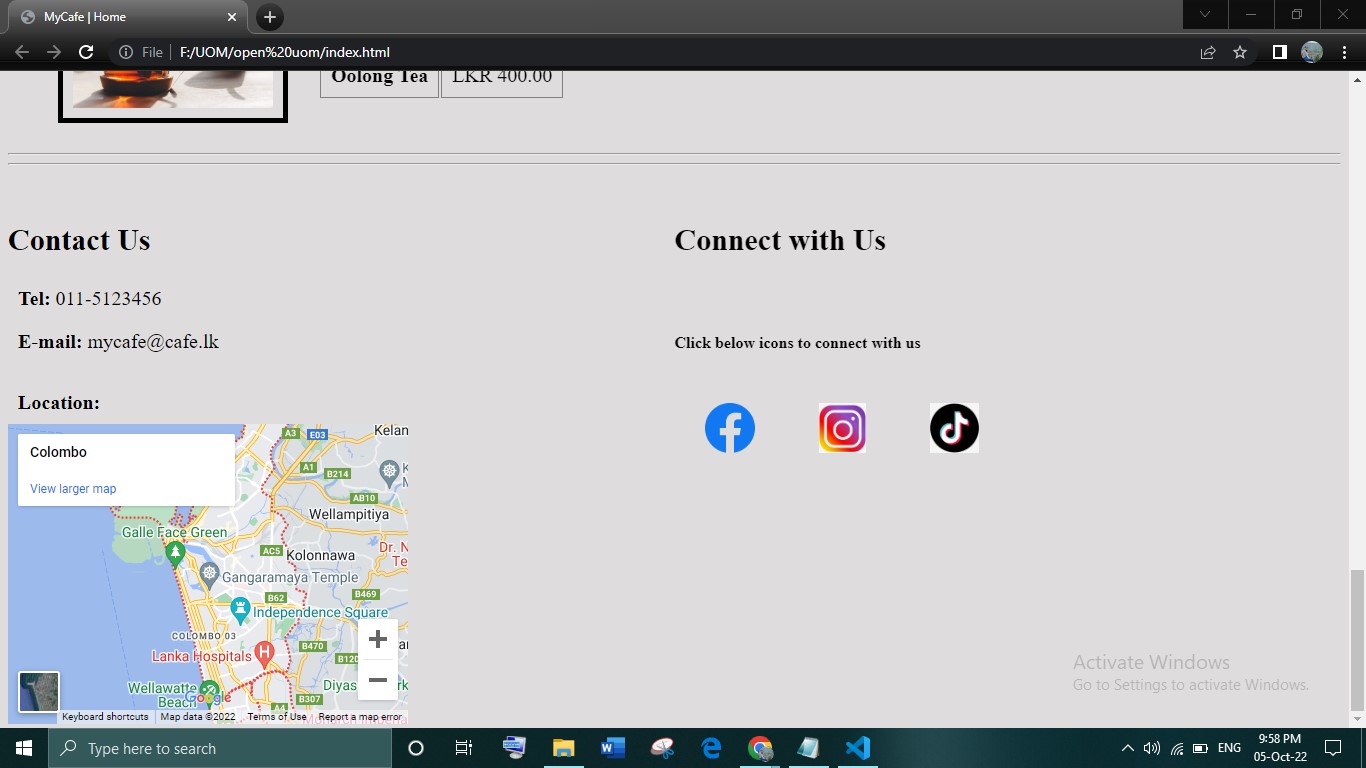 MyCafe | Home
File
F:/UOM/open%20uom/index.html
Oolong Tea LKR 400.00
Contact Us
Tel: 011-5123456
E-mail: mycafe@cafe.lk
Location:
Colombo
View larger map
A3
E03
Kelan
A1
B214
AB10
Wellampitiya
Galle Face Green
Dr. N
Te
AC5
Kolonnawa
Gangaramaya Temple
B469
B62
Independence Square
COLOMBO 03
B470
Lanka Hospitals
B120
Diyas
rk
Wellawatte
Beach
Google
B307
A4
Keyboard shortcuts
Map data ©2022
Terms of Use
Report a map error
Connect with Us
Click below icons to connect with us
Activate Windows
Go to Settings to activate Windows.
Type here to search
ENG
9:58 PM
05-Oct-22